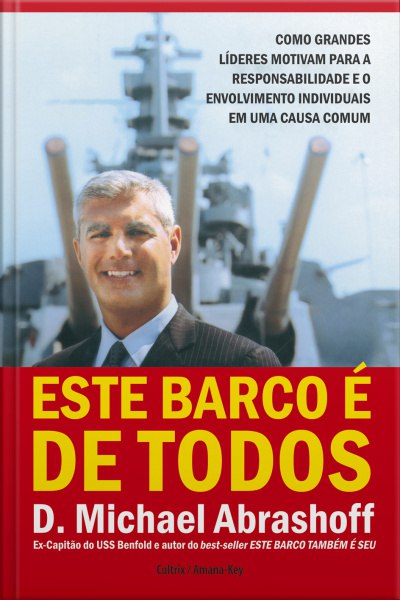 COMO GRANDES
LÍDERES MOTIVAM PARA A
RESPONSABILIDADE E O
ENVOLVIMENTO INDIVIDUAIS
EM UMA CAUSA COMUM
ESTE BARCO É
DE TODOS
D. Michael Abrashoff
Ex-Capitão do USS Benfold e autor do best-seller ESTE BARCO TAMBÉM É SEU
Cultrix / Amana-Key